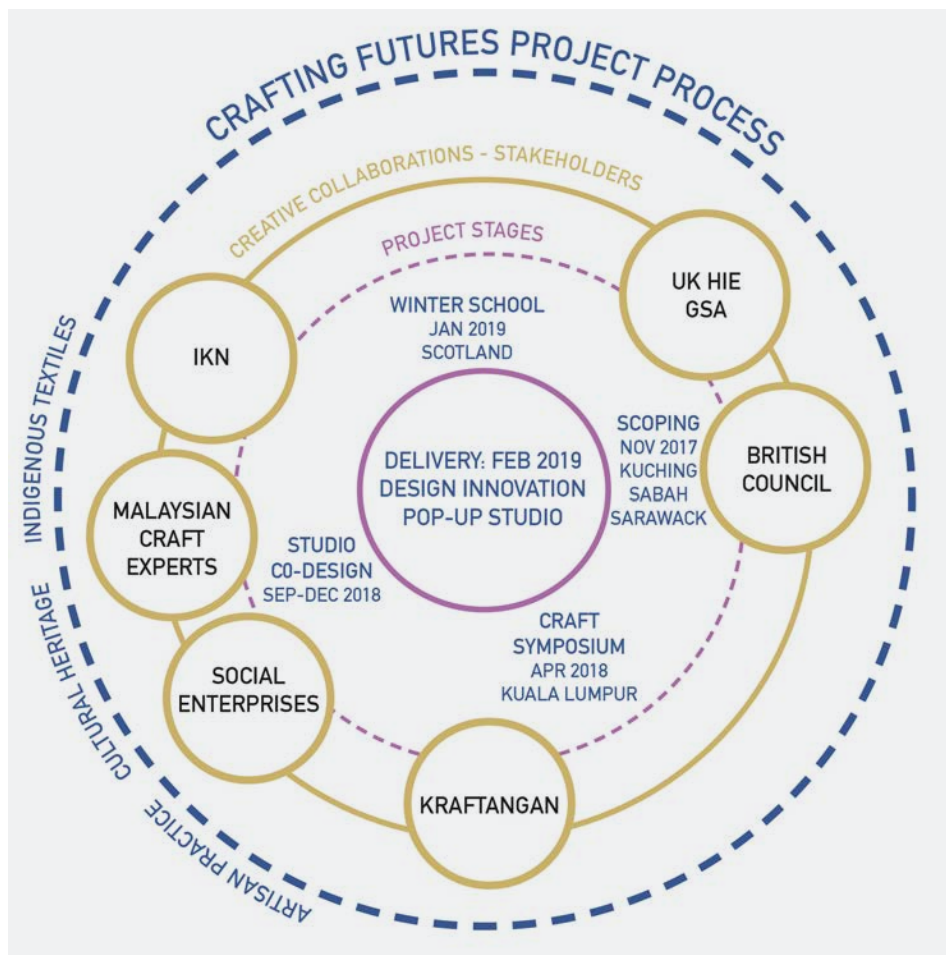 CRAFTING FUTURES PROJECT PROCESS
CREATIVE COLLABORATIONS - STAKEHOLDERS
PROJECT STAGES
UK HIE
GSA
BRITISH
COUNCIL
KRAFTANGAN
SOCIAL
ENTERPRISES
MALAYSIAN
CRAFT
EXPERTS
IKN
WINTER SCHOOL
JAN 2019
SCOTLAND
SCOPING
NOV 2017
KUCHING
SABAH
SARAWACK
CRAFT
SYMPOSIUM
APR 2018
KUALA LUMPUR
STUDIO
CO-DESIGN
SEP-DEC 2018
DELIVERY: FEB 2019
DESIGN INNOVATION
POP-UP STUDIO
INDIGENOUS TEXTILES
CULTURAL HERITAGE
ARTISAN PRACTICE